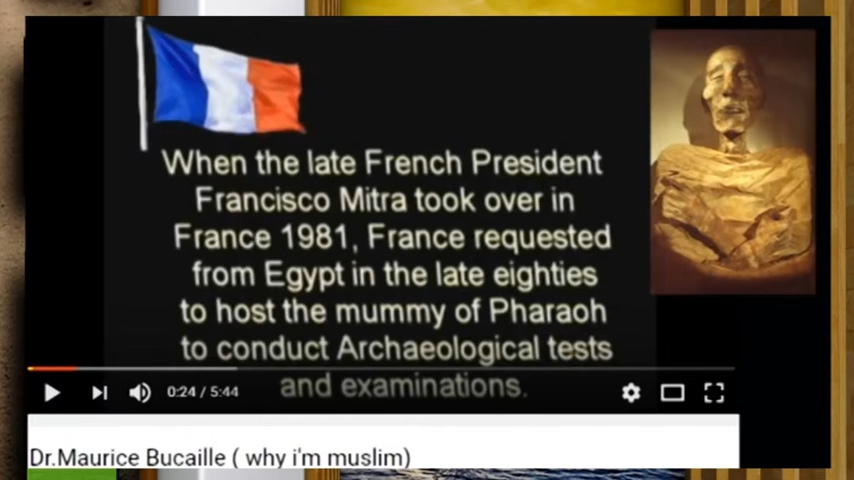 When the late French President
Francisco Mitra took over in
France 1981, France requested
from Egypt in the late eighties
to host the mummy of Pharaoh
to conduct Archaeological tests
and examinations.
0:24 / 5:44
Dr.Maurice Bucaille ( why i'm muslim)